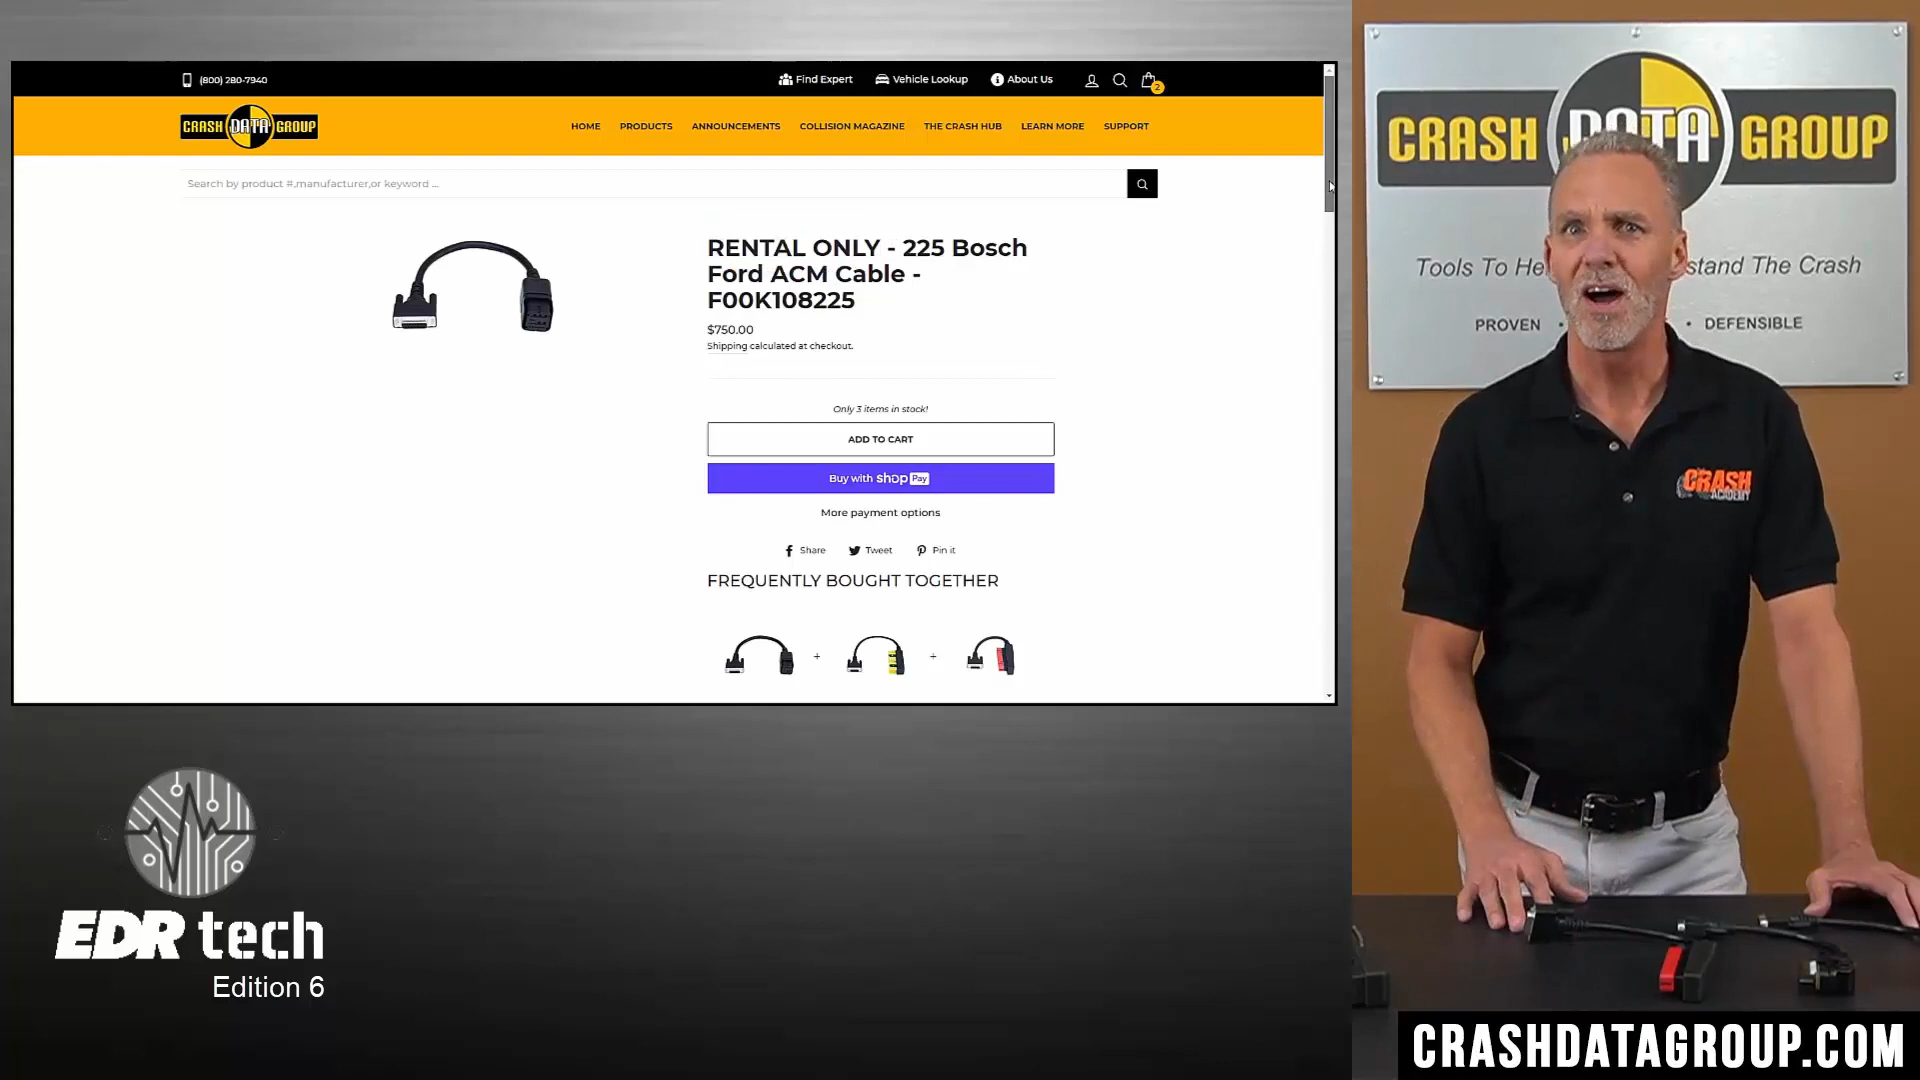 (800) 280-7940
Find Expert
Vehicle Lookup
About Us
2
CRASH DATA GROUP
HOME
PRODUCTS
ANNOUNCEMENTS
COLLISION MAGAZINE
THE CRASH HUB
LEARN MORE
SUPPORT
Search by product #,manufacturer,or keyword ...
RENTAL ONLY - 225 Bosch
Ford ACM Cable -
F00K108225
$750.00
Shipping calculated at checkout.
Only 3 items in stock!
ADD TO CART
Buy with shop Pay
More payment options
Share
Tweet
Pin it
FREQUENTLY BOUGHT TOGETHER
+
+
EDR tech
Edition 6
CRASH DATA GROUP
Tools To He stand The Crash
PROVEN • • DEFENSIBLE
CRASH
ACADEMY
CRASHDATAGROUP.COM